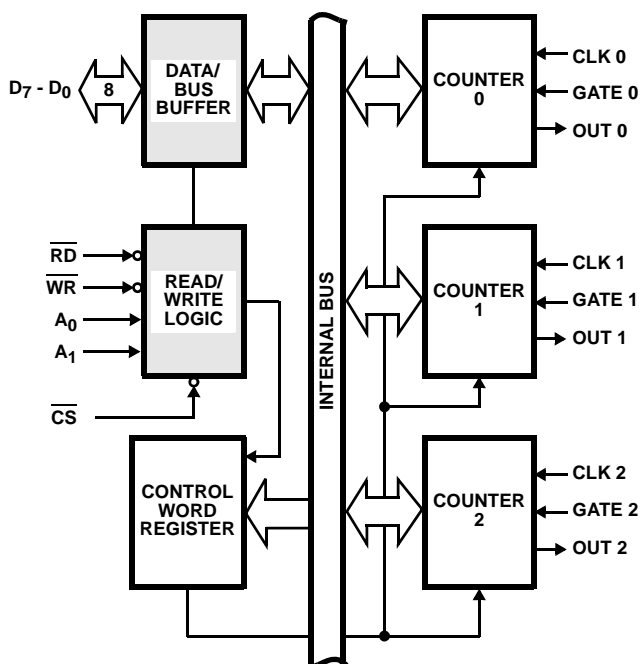 D7 - D0
8
DATA/
BUS
BUFFER
COUNTER
0
CLK 0
GATE 0
OUT 0
RD
WR
A0
A1
CS
READ/
WRITE
LOGIC
INTERNAL BUS
COUNTER
1
CLK 1
GATE 1
OUT 1
CONTROL
WORD
REGISTER
COUNTER
2
CLK 2
GATE 2
OUT 2